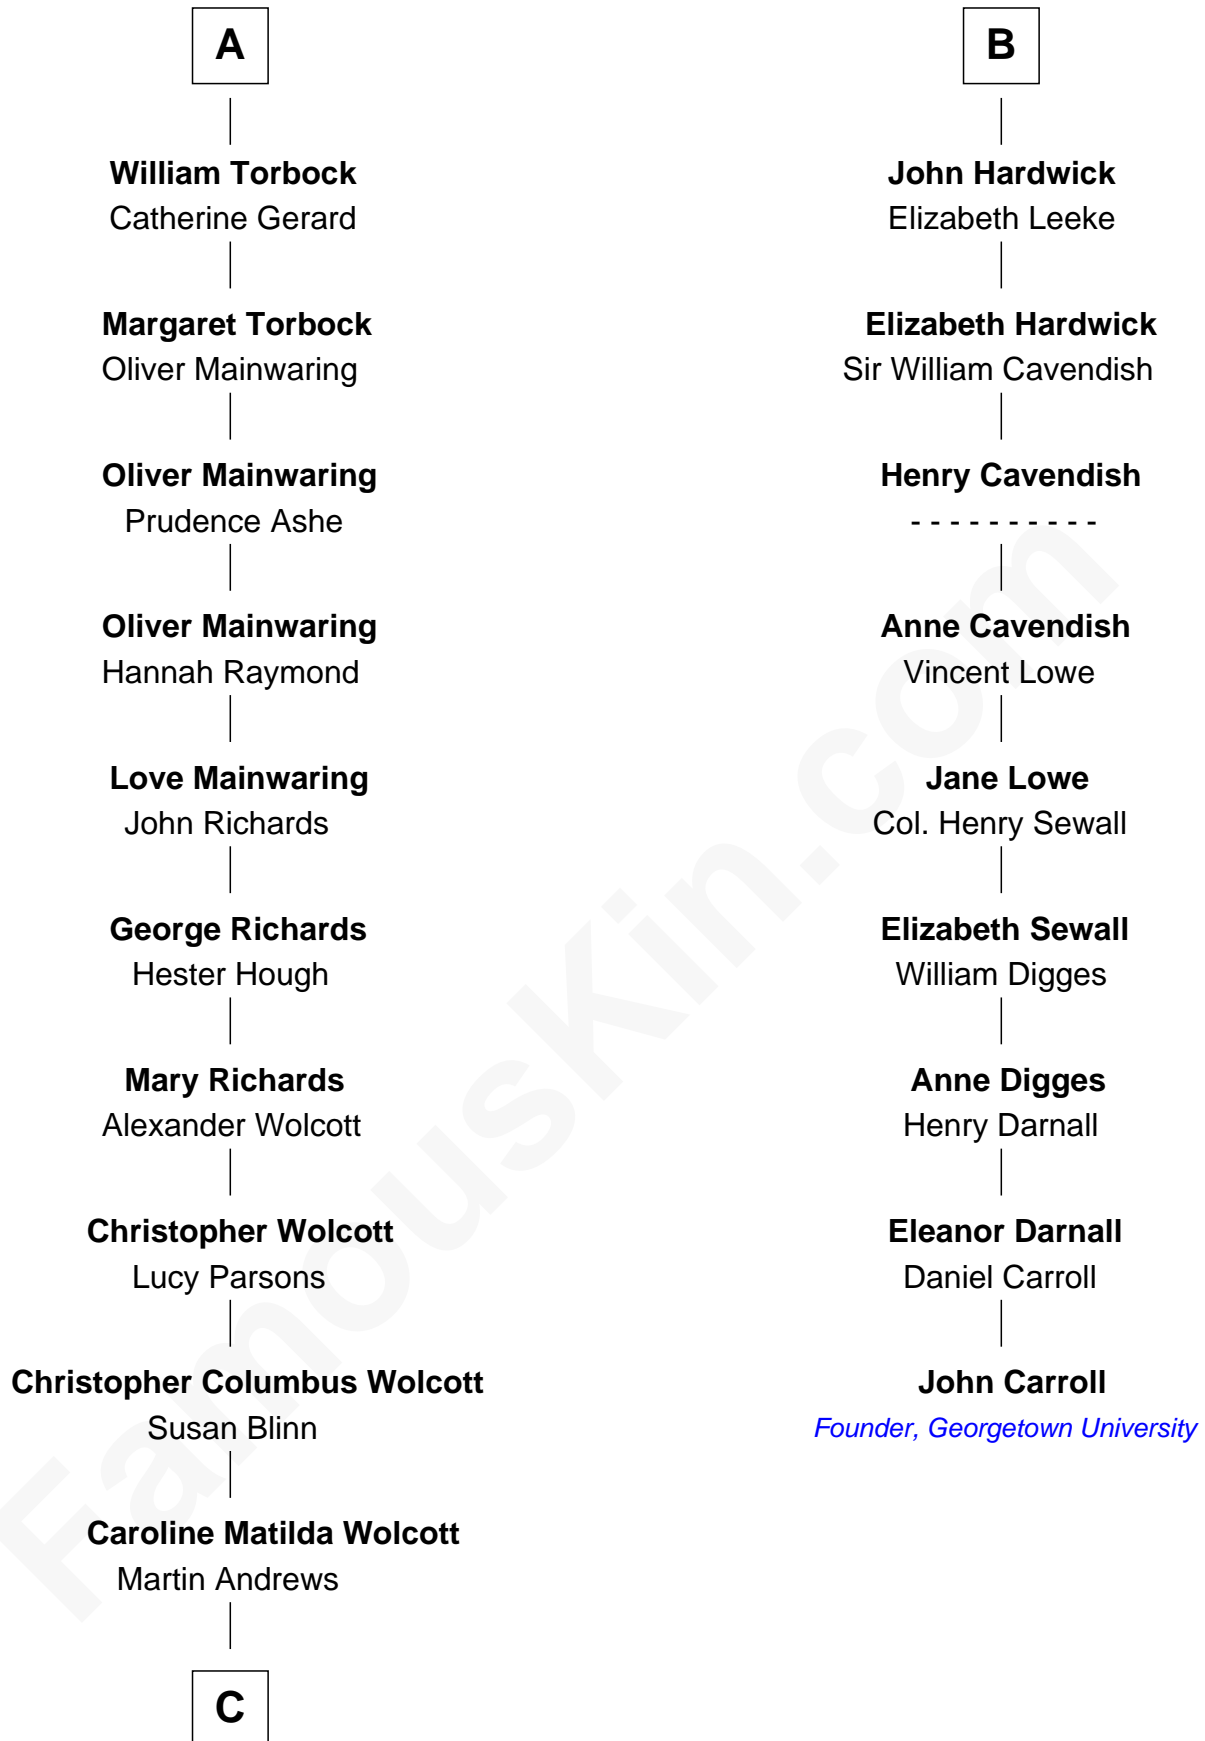 A
William Torbock
Catherine Gerard
Margaret Torbock
Oliver Mainwaring
Oliver Mainwaring
Prudence Ashe
Oliver Mainwaring
Hannah Raymond
Love Mainwaring
John Richards
George Richards
Hester Hough
Mary Richards
Alexander Wolcott
Christopher Wolcott
Lucy Parsons
Christopher Columbus Wolcott
Susan Blinn
Caroline Matilda Wolcott
Martin Andrews
C
B
John Hardwick
Elizabeth Leeke
Elizabeth Hardwick
Sir William Cavendish
Henry Cavendish
- - - - - - - - - -
Anne Cavendish
Vincent Lowe
Jane Lowe
Col. Henry Sewall
Elizabeth Sewall
William Digges
Anne Digges
Henry Darnall
Eleanor Darnall
Daniel Carroll
John Carroll
Founder, Georgetown University
FamousKin.com